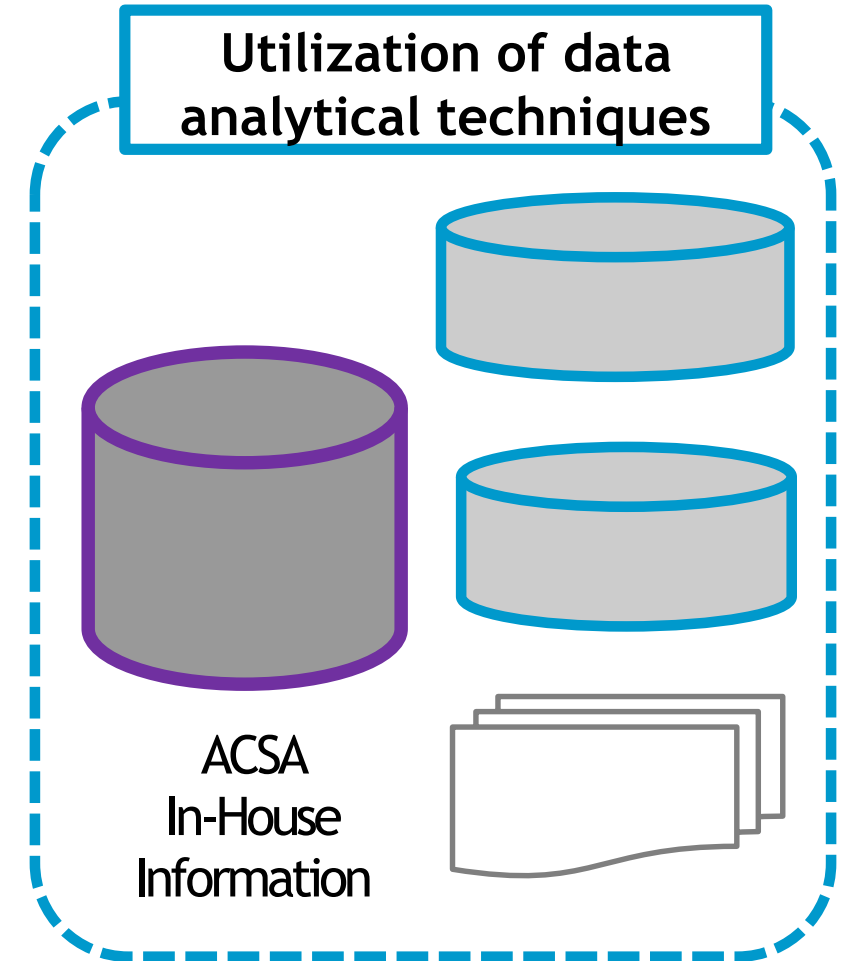 Utilization of data
analytical techniques
ACSA
In-House
Information